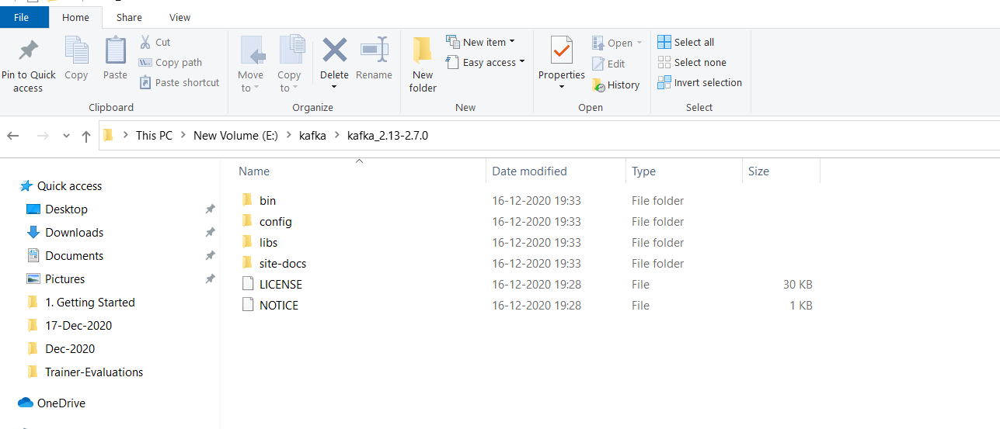 File Home Share View
Pin to Quick access
Copy
Paste
Cut
Copy path
Paste shortcut
Clipboard
Move to
Copy to
Delete
Rename
Organize
New folder
New item
Easy access
New
Properties
Open
Edit
History
Open
Select all
Select none
Invert selection
Select
This PC > New Volume (E:) > kafka > kafka_2.13-2.7.0
Name Date modified Type Size
Quick access
Desktop
Downloads
Documents
Pictures
1. Getting Started
17-Dec-2020
Dec-2020
Trainer-Evaluations
OneDrive
bin 16-12-2020 19:33 File folder
config 16-12-2020 19:33 File folder
libs 16-12-2020 19:33 File folder
site-docs 16-12-2020 19:33 File folder
LICENSE 16-12-2020 19:28 File 30 KB
NOTICE 16-12-2020 19:28 File 1 KB